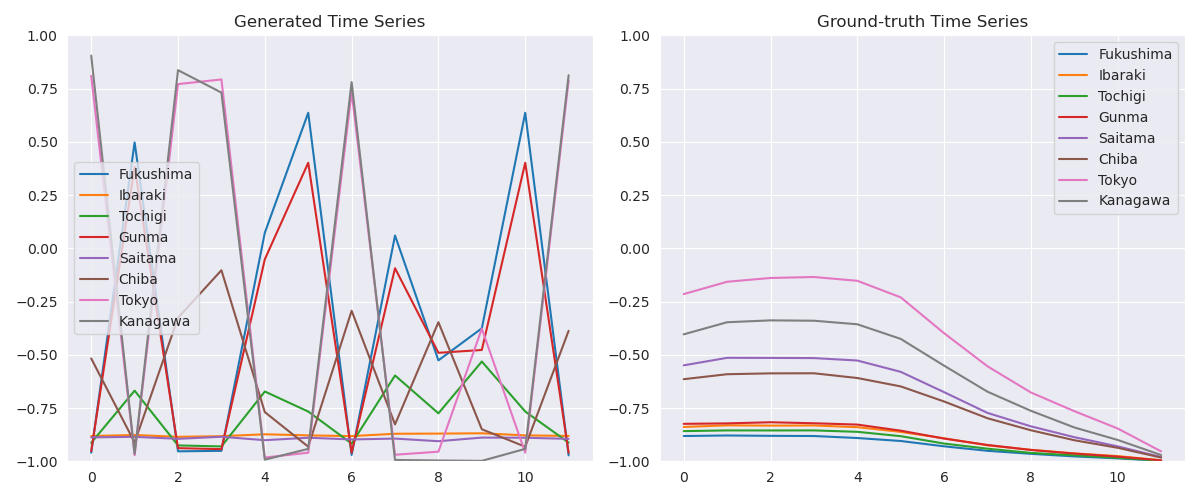 Generated Time Series
1.00
0.75
0.50
0.25
0.00
−0.25
−0.50
−0.75
−1.00
0 2 4 6 8 10
Fukushima
Ibaraki
Tochigi
Gunma
Saitama
Chiba
Tokyo
Kanagawa
Ground-truth Time Series
1.00
0.75
0.50
0.25
0.00
−0.25
−0.50
−0.75
−1.00
0 2 4 6 8 10
Fukushima
Ibaraki
Tochigi
Gunma
Saitama
Chiba
Tokyo
Kanagawa